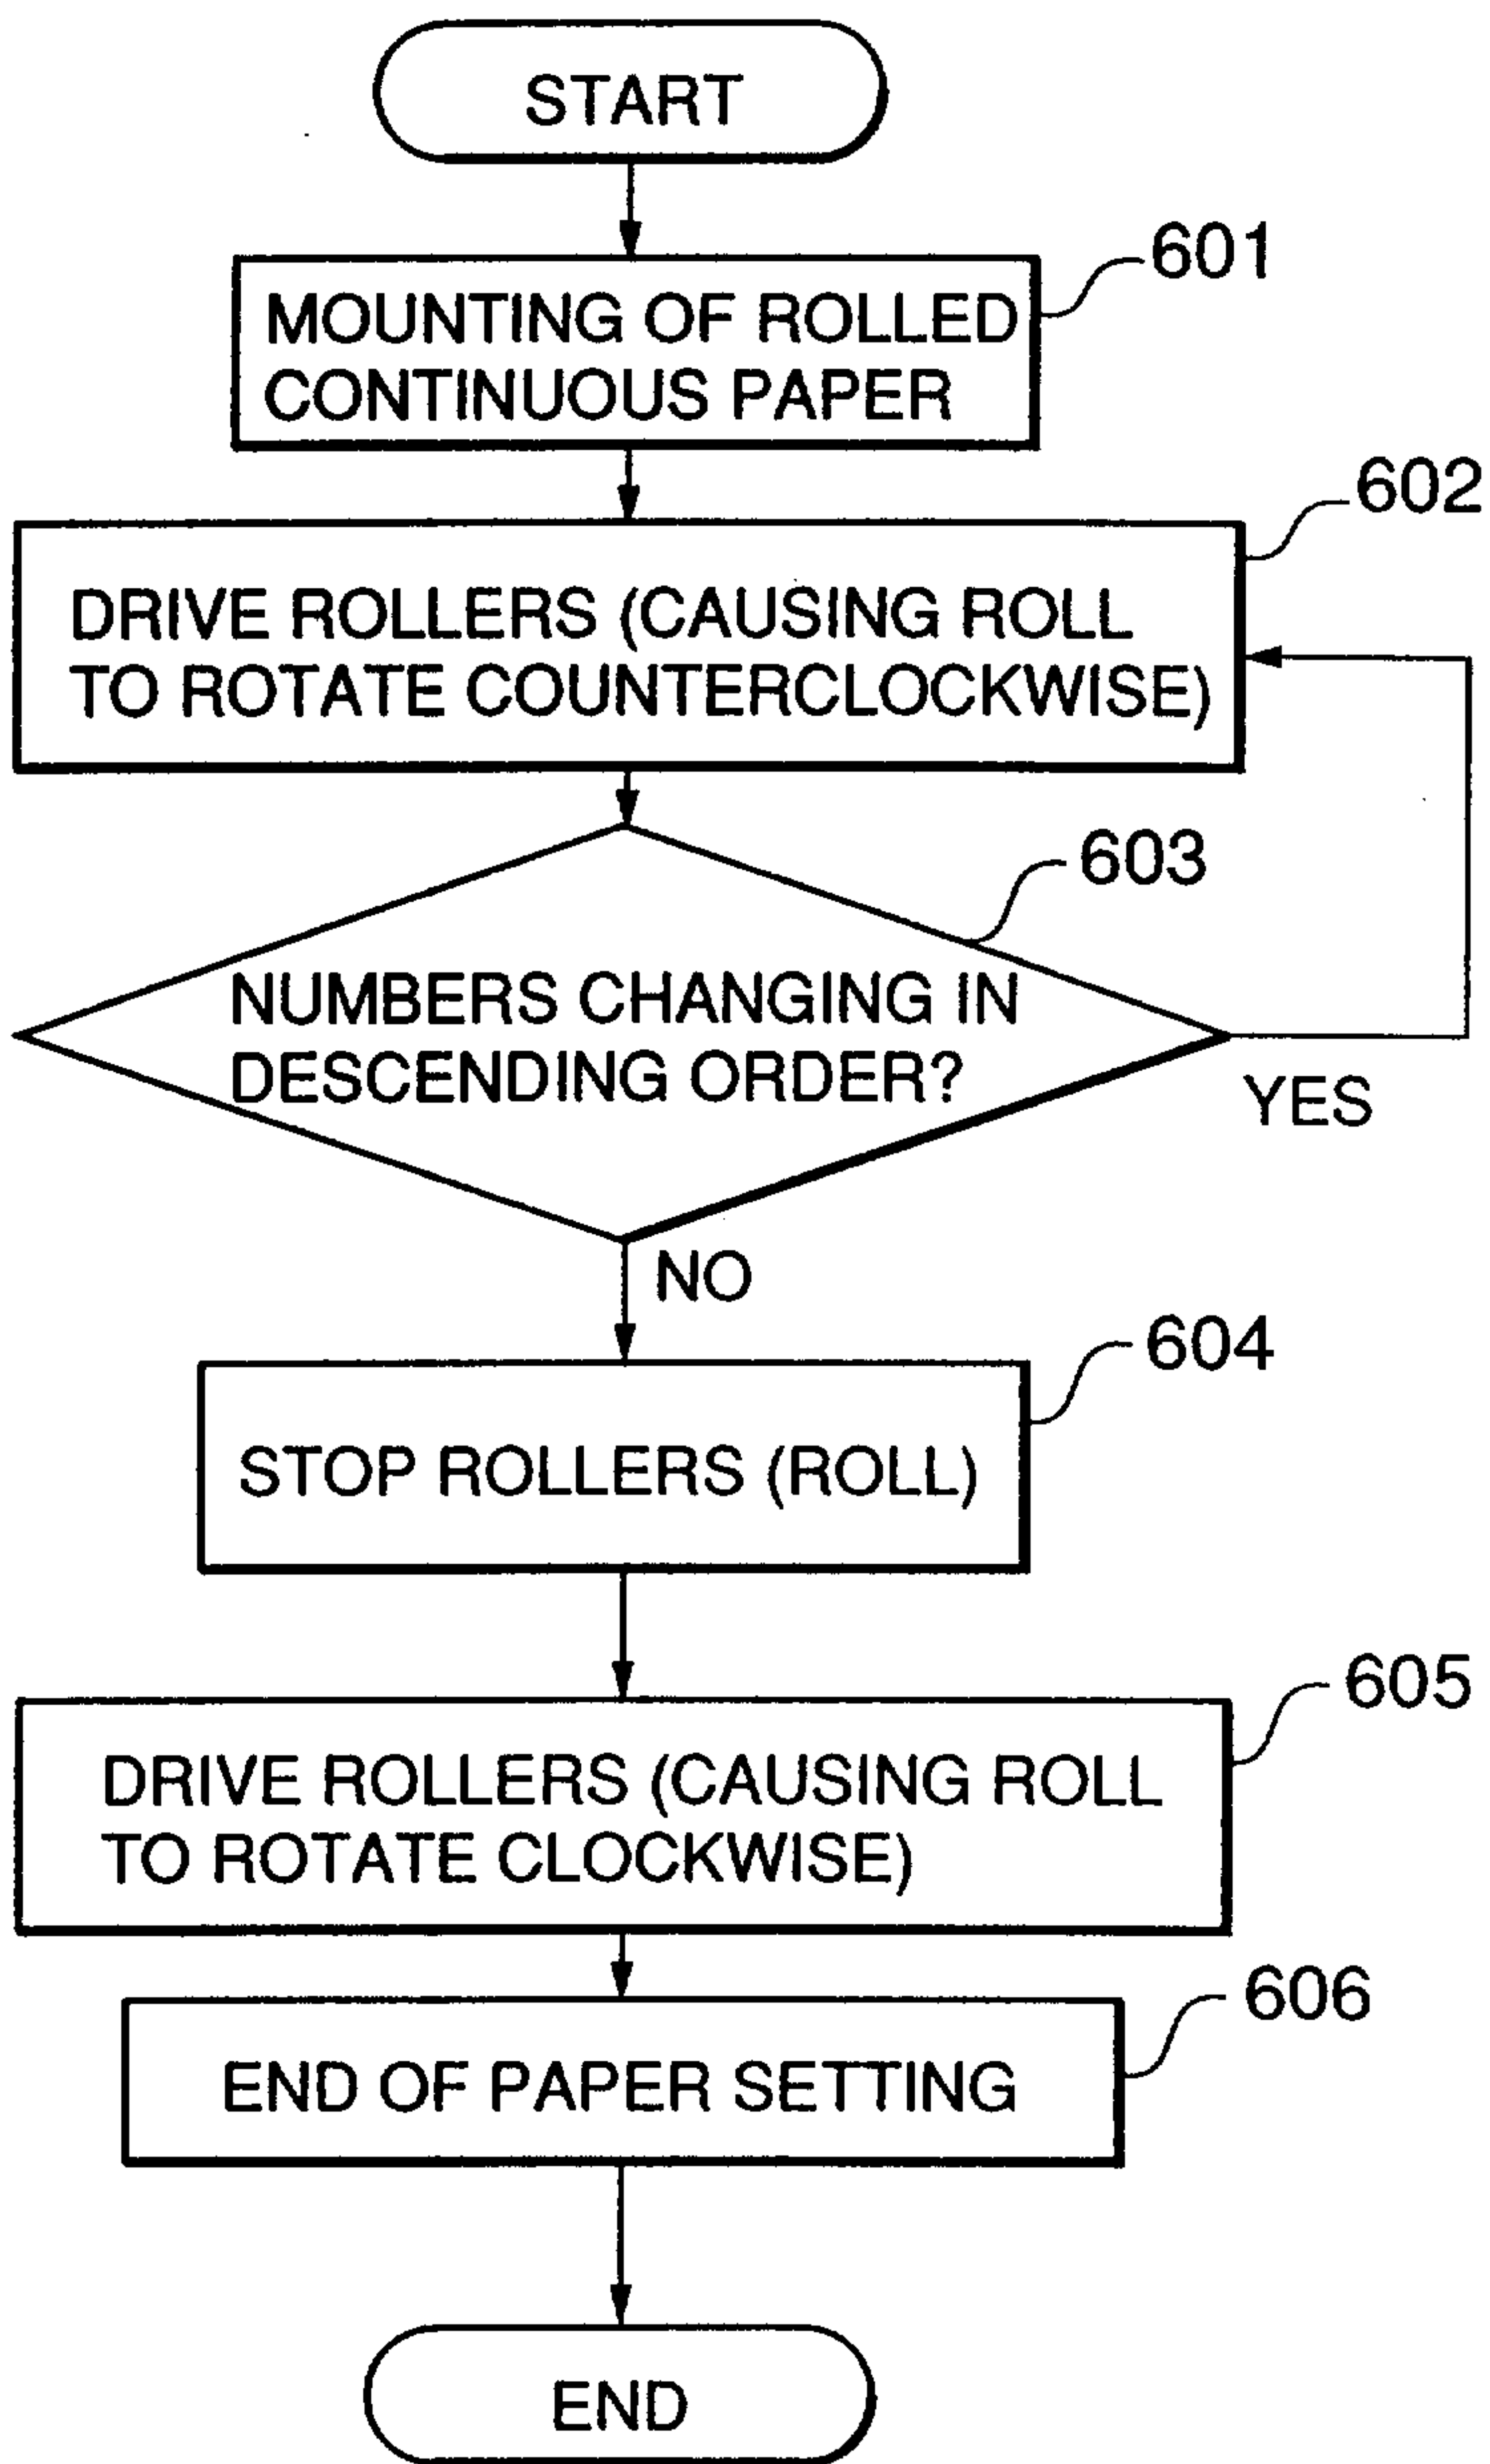 START
601
MOUNTING OF ROLLED
CONTINUOUS PAPER
602
DRIVE ROLLERS (CAUSING ROLL
TO ROTATE COUNTERCLOCKWISE)
603
NUMBERS CHANGING IN
DESCENDING ORDER?
YES
NO
604
STOP ROLLERS (ROLL)
605
DRIVE ROLLERS (CAUSING ROLL
TO ROTATE CLOCKWISE)
606
END OF PAPER SETTING
END